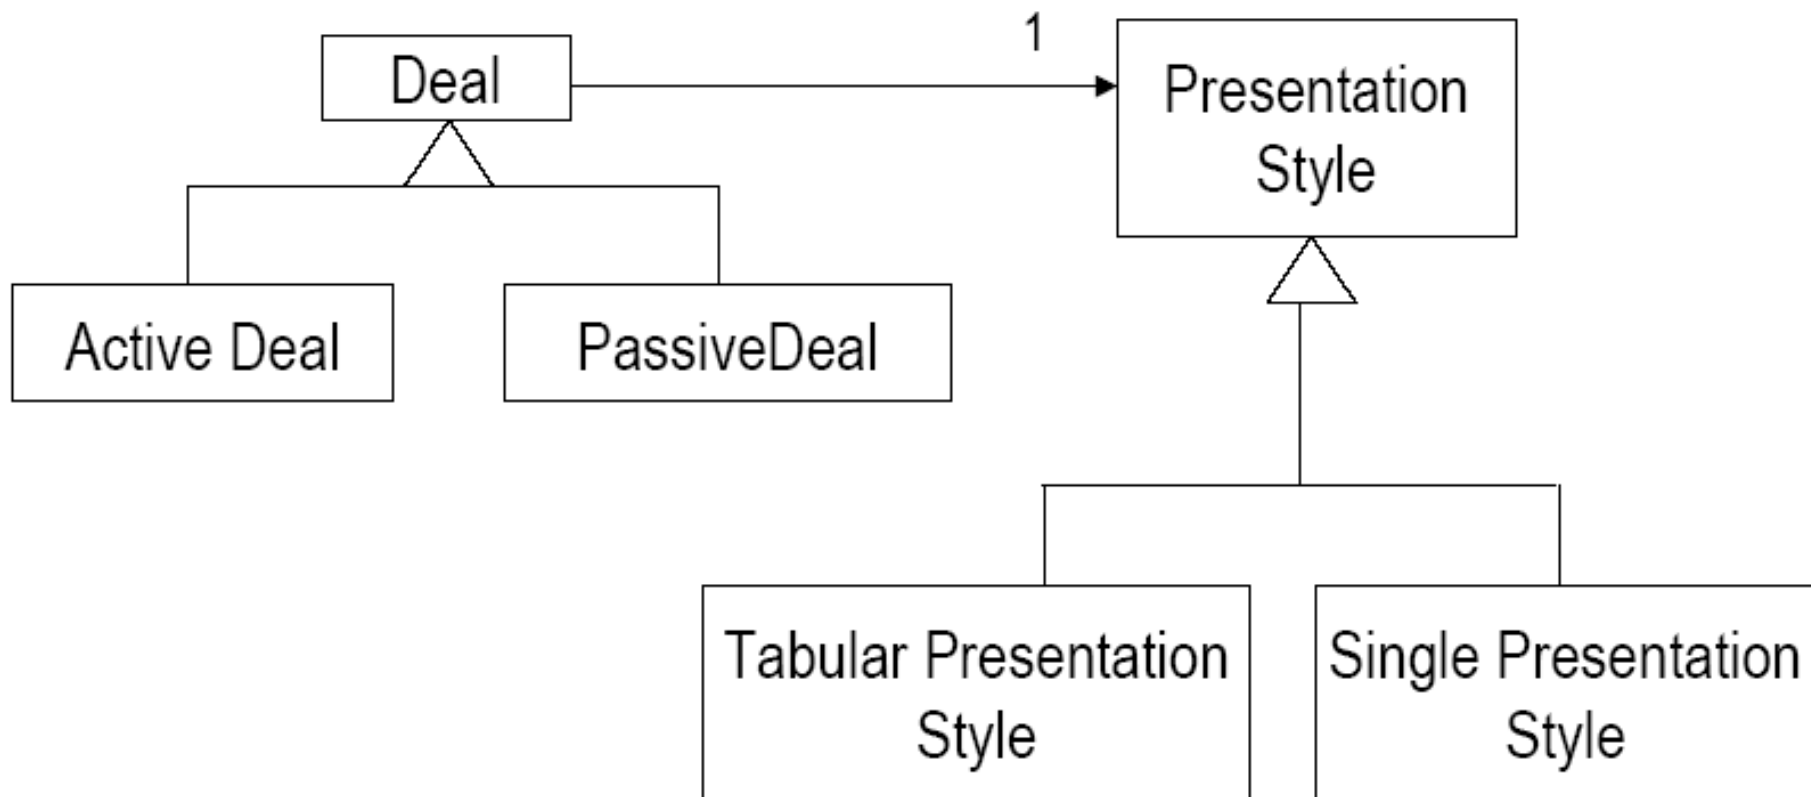 1
Deal
Presentation
Style
Active Deal
PassiveDeal
Tabular Presentation
Style
Single Presentation
Style